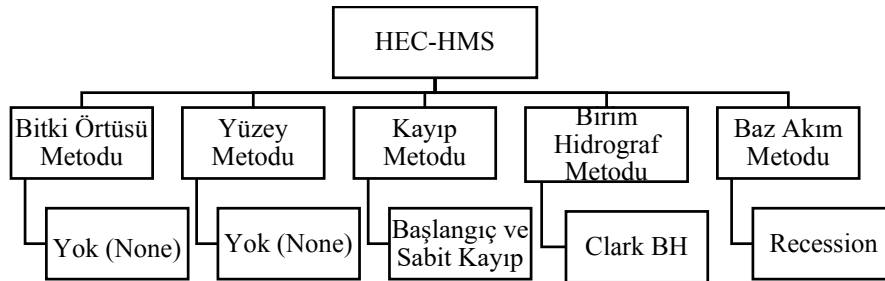 HEC-HMS
Bitki Örtüsü
Metodu
Yüzey
Metodu
Kayıp
Metodu
Birim
Hidrograf
Metodu
Baz Akım
Metodu
Yok (None)
Yok (None)
Başlangıç ve
Sabit Kayıp
Clark BH
Recession